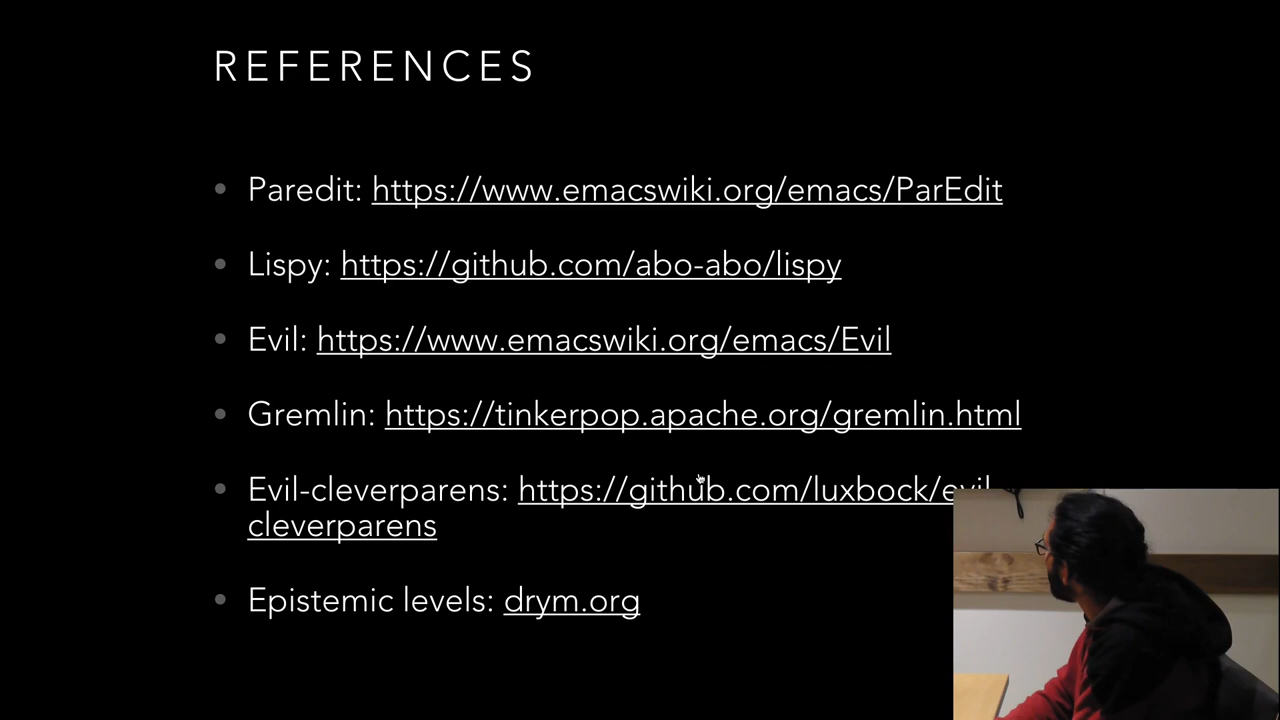 REFERENCES
• Paredit: https://www.emacswiki.org/emacs/ParEdit
• Lispy: https://github.com/abo-abo/lispy
• Evil: https://www.emacswiki.org/emacs/Evil
• Gremlin: https://tinkerpop.apache.org/gremlin.html
• Evil-cleverparens: https://github.com/luxbock/evil
cleverparens
• Epistemic levels: drym.org